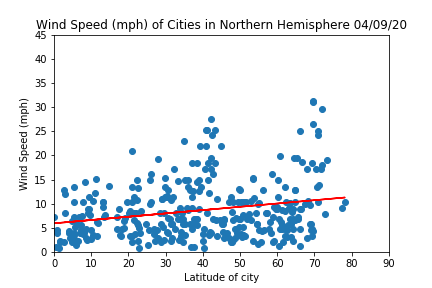 Wind Speed (mph) of Cities in Northern Hemisphere 04/09/20
45
40
35
30
25
20
15
10
5
0
Wind Speed (mph)
0 10 20 30 40 50 60 70 80 90
Latitude of city